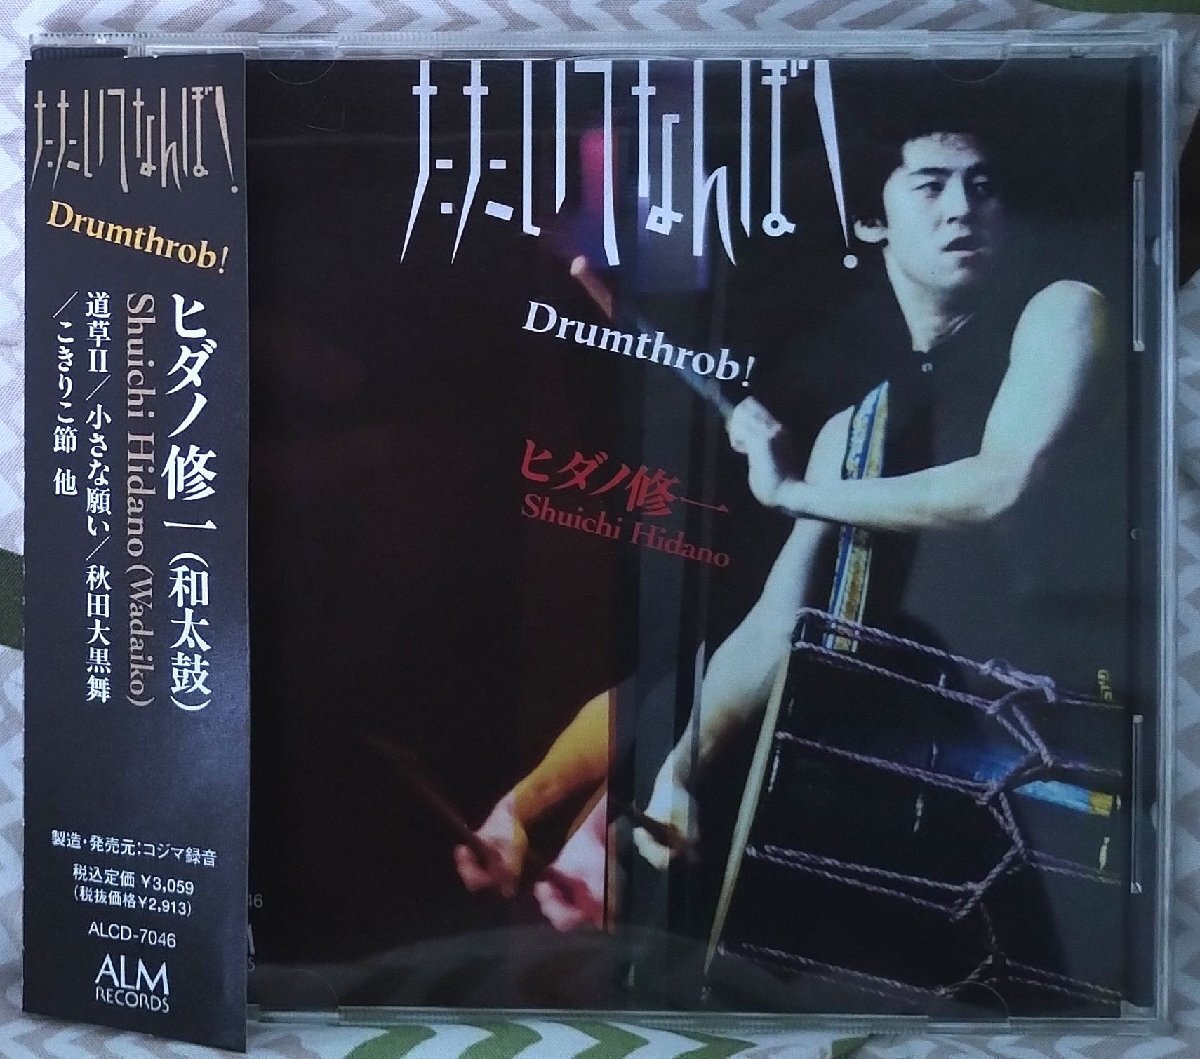 たたいてなんぼ!
Drumthrob!
ヒダノ修一(和太鼓)
Shuichi Hidano (Wadaiko)
道草II/小さな願い/秋田大黒舞
/こきりこ節 他
製造・発売元:コジマ録音
税込定価 ¥3,059
(税抜価格¥2,913)
ALCD-7046
ALM
RECORDS
たたいてなんぼ!
Drumthrob!
ヒダノ修一
Shuichi Hidano
46